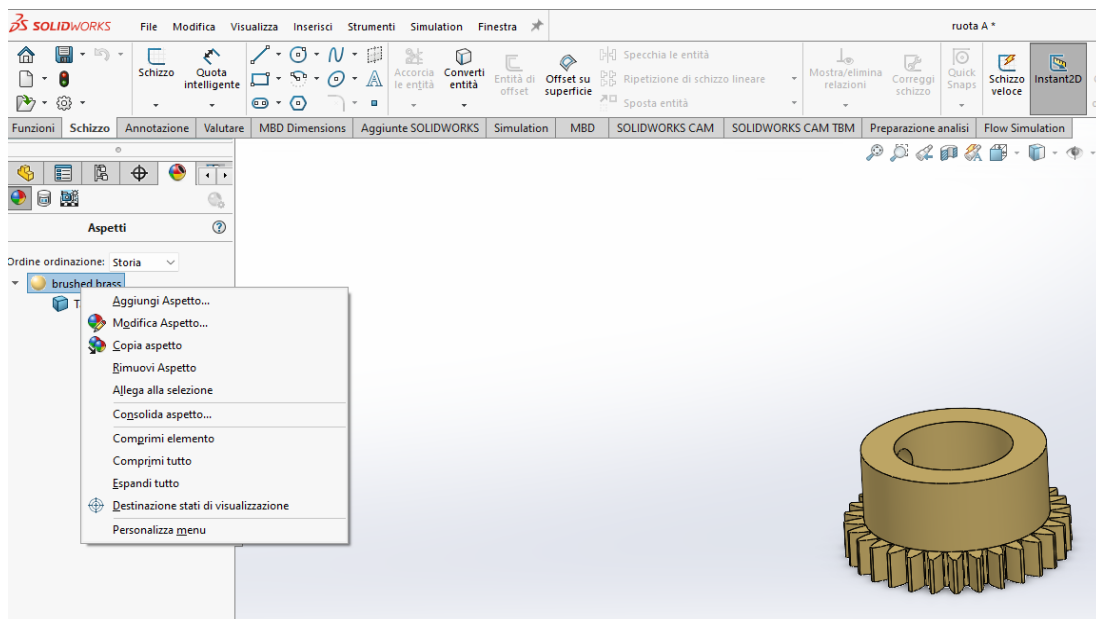 SOLIDWORKS File Modifica Visualizza Inserisci Strumenti Simulation Finestra ruota A *
Schizzo
Quota intelligente
Accorcia le entità
Converti entità
Entità di offset
Offset su superficie
Specchia le entità
Ripetizione di schizzo lineare
Sposta entità
Mostra/elimina relazioni
Correggi schizzo
Quick Snaps
Schizzo veloce
Instant2D
Funzioni Schizzo Annotazione Valutare MBD Dimensions Aggiunte SOLIDWORKS Simulation MBD SOLIDWORKS CAM SOLIDWORKS CAM TBM Preparazione analisi Flow Simulation
Aspetti
Ordine ordinazione: Storia
brushed brass
Aggiungi Aspetto...
Modifica Aspetto...
Copia aspetto
Rimuovi Aspetto
Allega alla selezione
Consolida aspetto...
Comprimi elemento
Comprimi tutto
Espandi tutto
Destinazione stati di visualizzazione
Personalizza menu